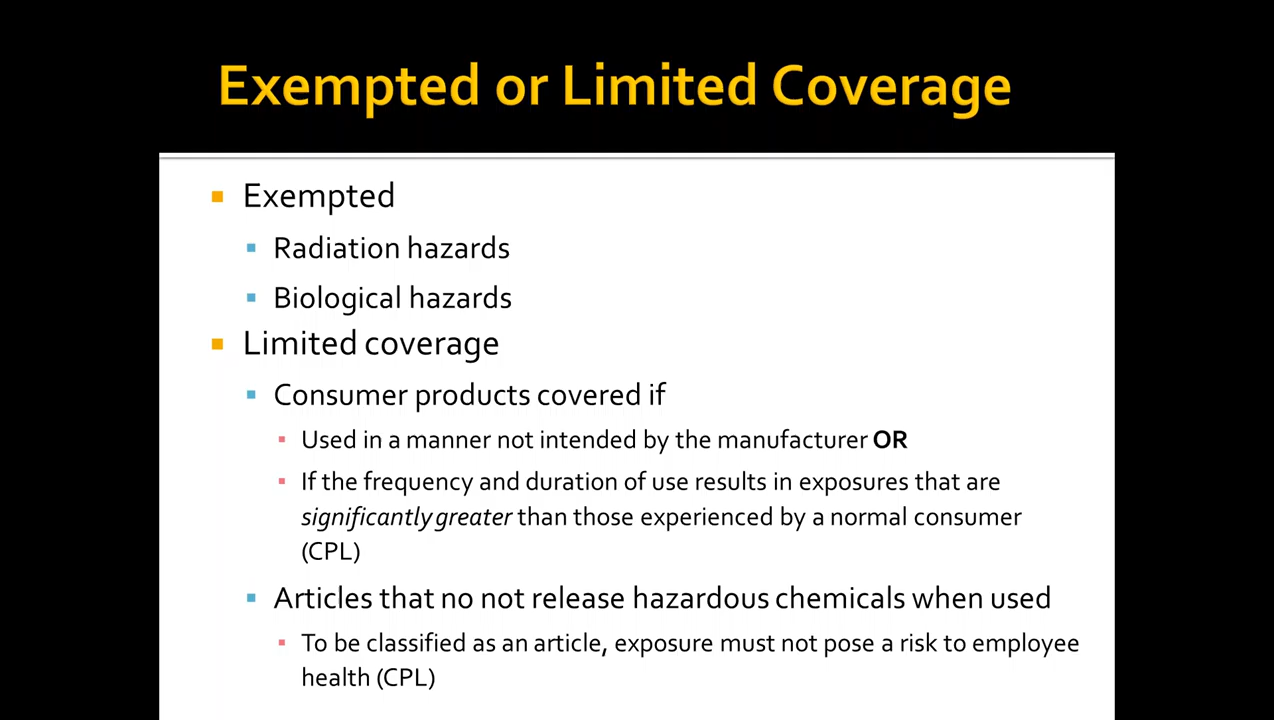 Exempted or Limited Coverage
Exempted
Radiation hazards
Biological hazards
Limited coverage
Consumer products covered if
Used in a manner not intended by the manufacturer OR
If the frequency and duration of use results in exposures that are
significantly greater than those experienced by a normal consumer
(CPL)
Articles that no not release hazardous chemicals when used
To be classified as an article, exposure must not pose a risk to employee
health (CPL)